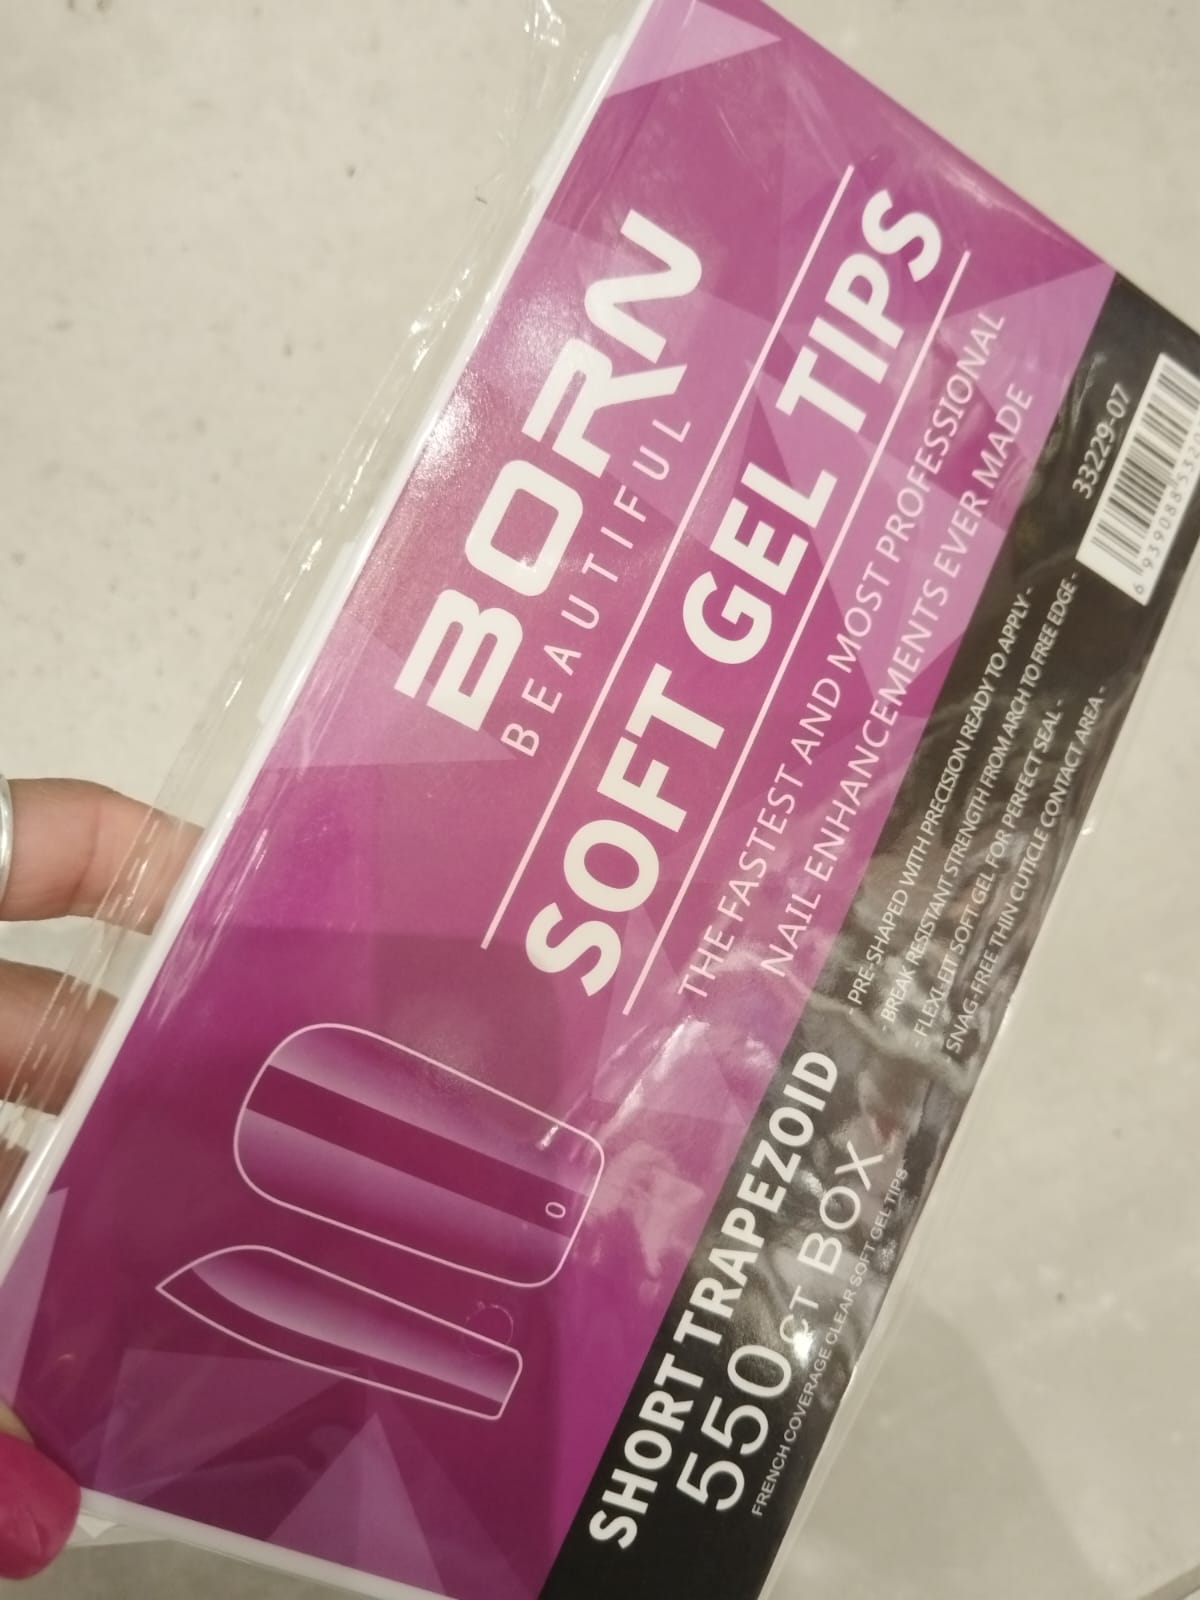 BORN
BEAUTIFUL
SOFT GEL TIPS
THE FASTEST AND MOST PROFESSIONAL
NAIL ENHANCEMENTS EVER MADE
0
SHORT TRAPEZOID
550CT BOX
FRENCH COVERAGE CLEAR SOFT GEL TIPS
- PRE-SHAPED WITH PRECISION READY TO APPLY -
- BREAK RESISTANT STRENGTH FROM ARCH TO FREE EDGE -
- FLEXI-FIT SOFT GEL FOR PERFECT SEAL -
- SNAG-FREE THIN CUTICLE CONTACT AREA -
33229-07